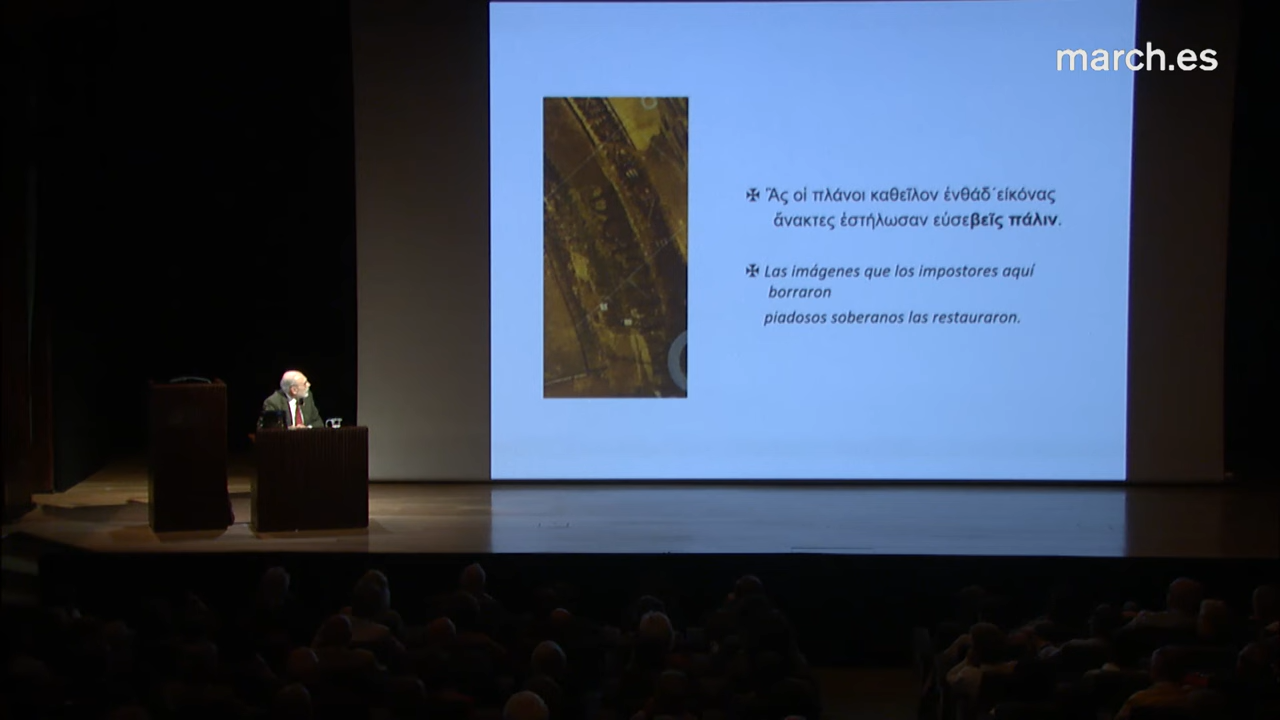 march.es
✠ Ἃς οἱ πλάνοι καθεῖλον ἐνθάδ´εἰκόνας
ἄνακτες ἐστήλωσαν εὐσεβεῖς πάλιν.
✠ Las imágenes que los impostores aquí
borraron
piadosos soberanos las restauraron.